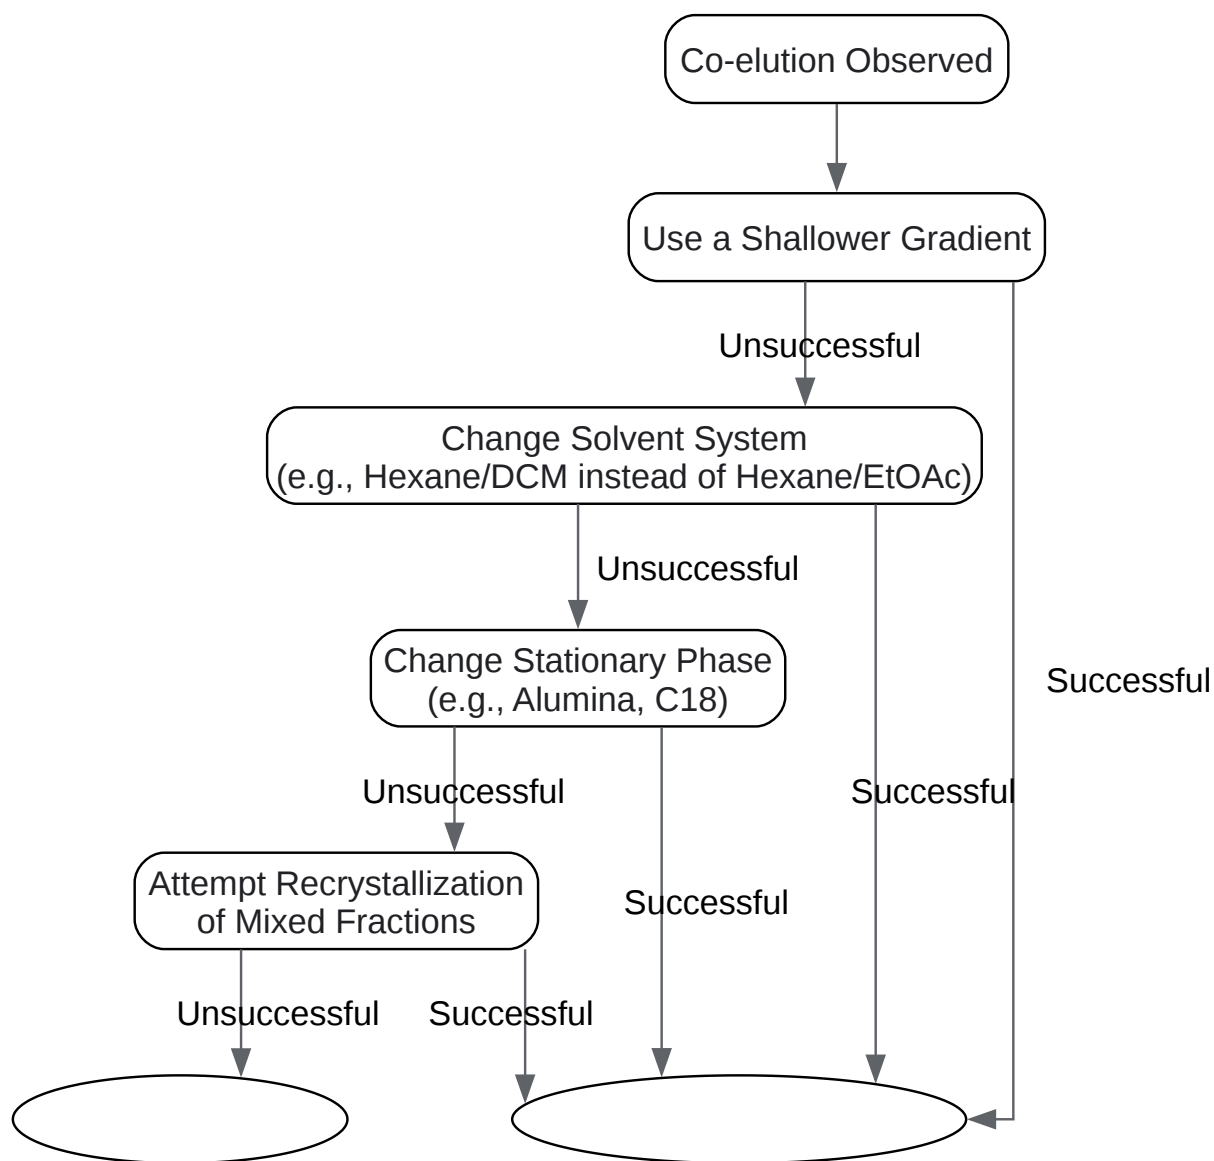 Co-elution Observed
Use a Shallower Gradient
Unsuccessful
Change Solvent System
(e.g., Hexane/DCM instead of Hexane/EtOAc)
Unsuccessful
Change Stationary Phase
(e.g., Alumina, C18)
Successful
Unsuccessful
Successful
Attempt Recrystallization
of Mixed Fractions
Successful
Unsuccessful
Successful